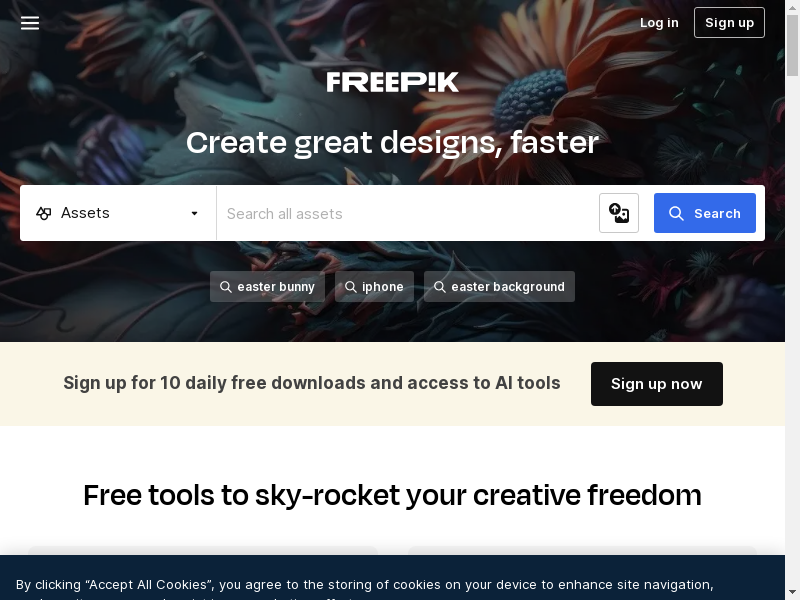 Log in
Sign up
FREEPIK
Create great designs, faster
Assets
Search all assets
Search
easter bunny
iphone
easter background
Sign up for 10 daily free downloads and access to AI tools
Sign up now
Free tools to sky-rocket your creative freedom
By clicking “Accept All Cookies”, you agree to the storing of cookies on your device to enhance site navigation,